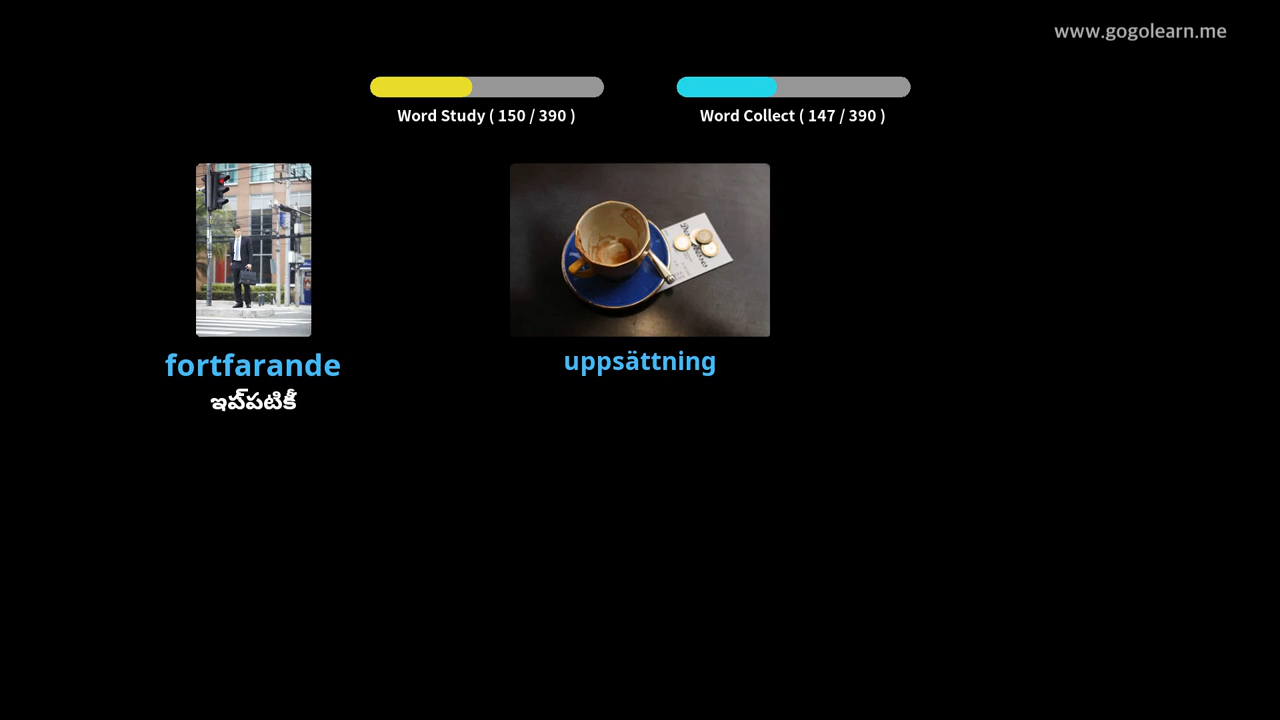 www.gogolearn.me
Word Study ( 150 / 390 )
Word Collect ( 147 / 390 )
fortfarande
ఇప్పటికీ
uppsättning